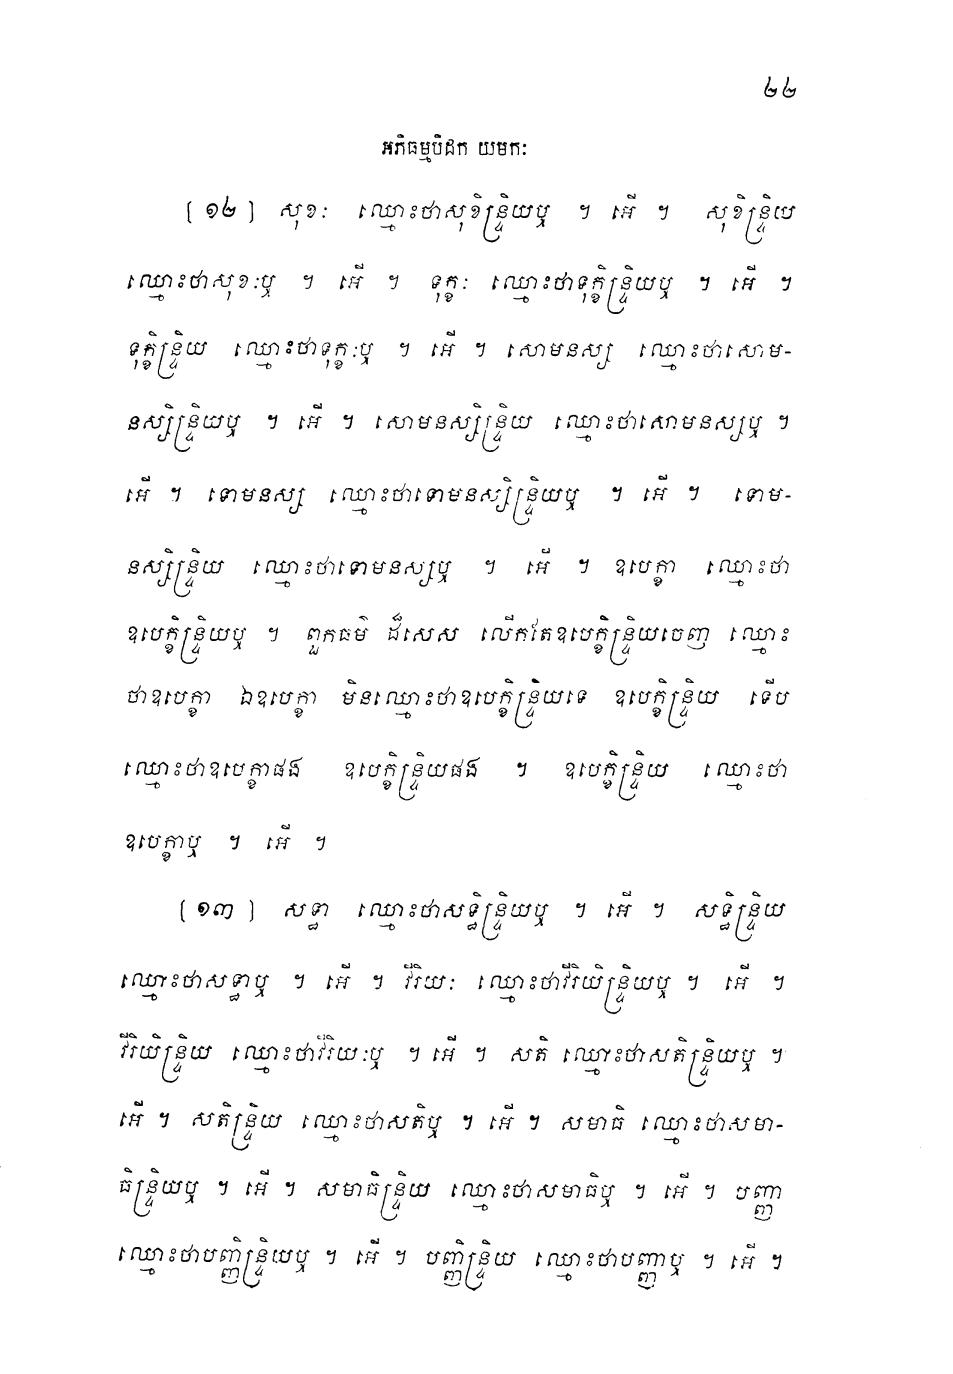 ២២
អភិធម្មបិដក យមកៈ
[ ១២ ] សុខៈ ឈ្មោះថាសុខិន្ទ្រិយឬ ។ អើ ។ សុខិន្ទ្រិយ
ឈ្មោះថាសុខៈឬ ។ អើ ។ ទុក្ខៈ ឈ្មោះថាទុក្ខិន្ទ្រិយឬ ។ អើ ។
ទុក្ខិន្ទ្រិយ ឈ្មោះថាទុក្ខៈឬ ។ អើ ។ សោមនស្ស ឈ្មោះថាសោម-
នស្សិន្ទ្រិយឬ ។ អើ ។ សោមនស្សិន្ទ្រិយ ឈ្មោះថាសោមនស្សឬ ។
អើ ។ ទោមនស្ស ឈ្មោះថាទោមនស្សិន្ទ្រិយឬ ។ អើ ។ ទោម-
នស្សិន្ទ្រិយ ឈ្មោះថាទោមនស្សឬ ។ អើ ។ ឧបេក្ខា ឈ្មោះថា
ឧបេក្ខិន្ទ្រិយឬ ។ ពួកធម៌ ដ៏សេស លើកតែឧបេក្ខិន្ទ្រិយចេញ ឈ្មោះ
ថាឧបេក្ខា ឯឧបេក្ខា មិនឈ្មោះថាឧបេក្ខិន្ទ្រិយទេ ឧបេក្ខិន្ទ្រិយ ទើប
ឈ្មោះថាឧបេក្ខាផង ឧបេក្ខិន្ទ្រិយផង ។ ឧបេក្ខិន្ទ្រិយ ឈ្មោះថា
ឧបេក្ខាឬ ។ អើ ។
[ ១៣ ] សទ្ធា ឈ្មោះថាសទ្ធិន្ទ្រិយឬ ។ អើ ។ សទ្ធិន្ទ្រិយ
ឈ្មោះថាសទ្ធាឬ ។ អើ ។ វីរិយៈ ឈ្មោះថាវីរិយិន្ទ្រិយឬ ។ អើ ។
វីរិយិន្ទ្រិយ ឈ្មោះថាវីរិយៈឬ ។ អើ ។ សតិ ឈ្មោះថាសតិន្ទ្រិយឬ ។
អើ ។ សតិន្ទ្រិយ ឈ្មោះថាសតិឬ ។ អើ ។ សមាធិ ឈ្មោះថាសមា-
ធិន្ទ្រិយឬ ។ អើ ។ សមាធិន្ទ្រិយ ឈ្មោះថាសមាធិឬ ។ អើ ។ បញ្ញា
ឈ្មោះថាបញ្ញិន្ទ្រិយឬ ។ អើ ។ បញ្ញិន្ទ្រិយ ឈ្មោះថាបញ្ញាឬ ។ អើ ។